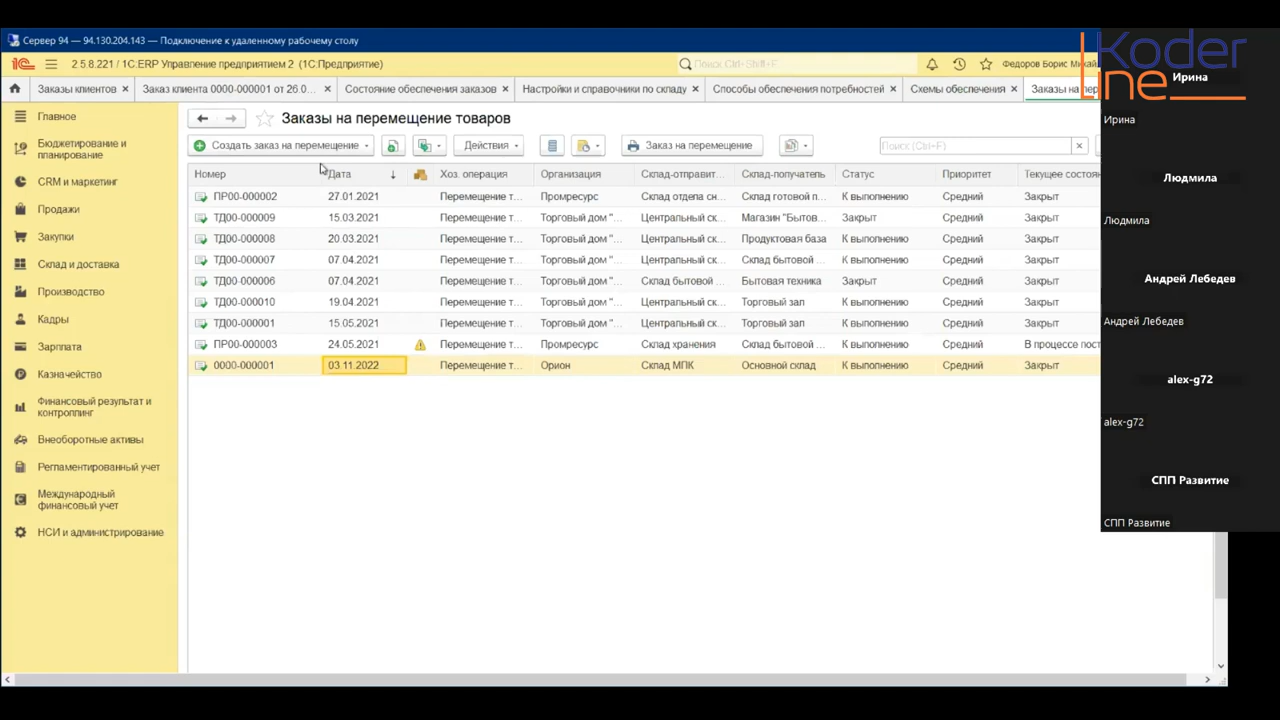 Сервер 94 — 94.130.204.143 — Подключение к удаленному рабочему столу
Koder
line
1С 2 5.8.221 / 1C:ERP Управление предприятием 2 (1С:Предприятие)
Поиск Ctrl+Shift+F
Федоров Борис Михай
Заказы клиентов ×
Заказ клиента 0000-000001 от 26 0... ×
Состояние обеспечения заказов ×
Настройки и справочники по складу ×
Способы обеспечения потребностей ×
Схемы обеспечения ×
Заказы на пер
Главное
Бюджетирование и
планирование
CRM и маркетинг
Продажи
Закупки
Склад и доставка
Производство
Кадры
Зарплата
Казначейство
Финансовый результат и
контроллинг
Внеоборотные активы
Регламентированный учет
Международный
финансовый учет
НСИ и администрирование
Заказы на перемещение товаров
Создать заказ на перемещение
Действия
Заказ на перемещение
Поиск (Ctrl+F) ×
Номер Дата ↓ Хоз. операция Организация Склад-отправит... Склад-получатель Статус Приоритет Текущее состоян
ПР00-000002 27.01.2021 Перемещение т... Промресурс Склад отдела сн... Склад готовой п... К выполнению Средний Закрыт
ТД00-000009 15.03.2021 Перемещение т... Торговый дом "... Центральный ск... Магазин "Бытов... Закрыт Средний Закрыт
ТД00-000008 20.03.2021 Перемещение т... Торговый дом "... Центральный ск... Продуктовая база К выполнению Средний Закрыт
ТД00-000007 07.04.2021 Перемещение т... Торговый дом "... Центральный ск... Склад бытовой ... К выполнению Средний Закрыт
ТД00-000006 07.04.2021 Перемещение т... Торговый дом "... Склад бытовой ... Бытовая техника Закрыт Средний Закрыт
ТД00-000010 19.04.2021 Перемещение т... Торговый дом "... Центральный ск... Торговый зал К выполнению Средний Закрыт
ТД00-000001 15.05.2021 Перемещение т... Торговый дом "... Центральный ск... Торговый зал К выполнению Средний Закрыт
ПР00-000003 24.05.2021 Перемещение т... Промресурс Склад хранения Склад бытовой ... К выполнению Средний В процессе пост
0000-000001 03.11.2022 Перемещение т... Орион Склад МПК Основной склад К выполнению Средний Закрыт
Ирина
Ирина
Людмила
Людмила
Андрей Лебедев
Андрей Лебедев
alex-g72
alex-g72
СПП Развитие
СПП Развитие